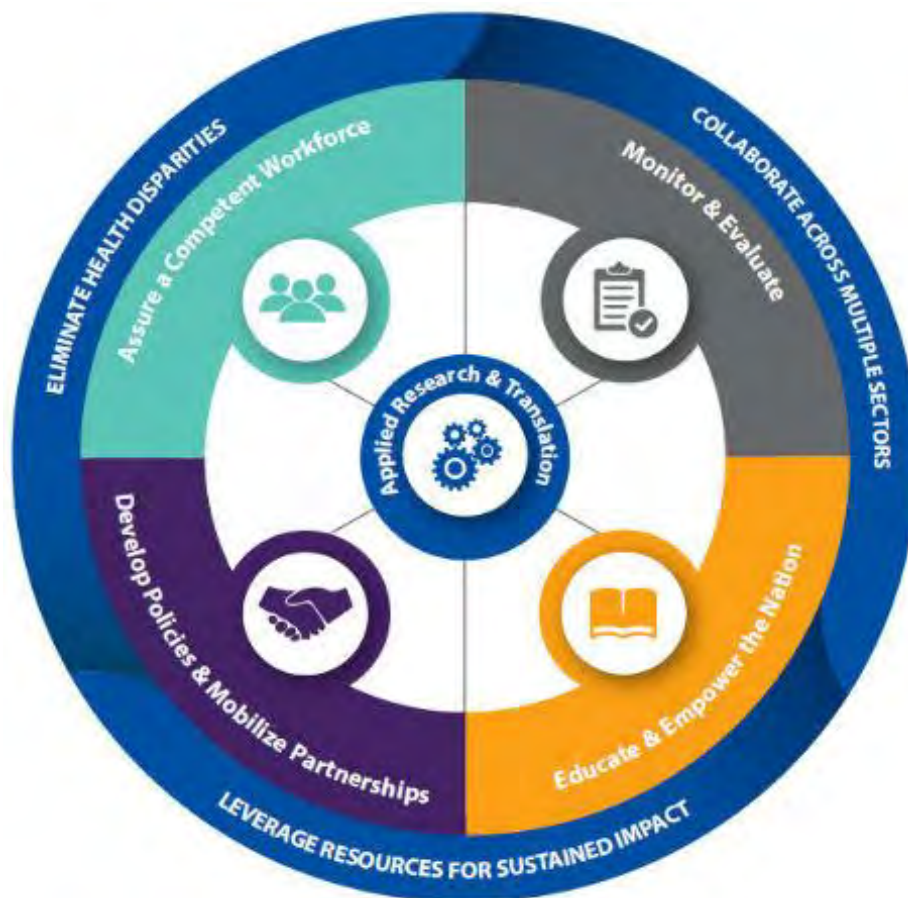 ELIMINATE HEALTH DISPARITIES
COLLABORATE ACROSS MULTIPLE SECTORS
Assure a Competent Workforce
Monitor & Evaluate
Applied Research & Translation
Develop Policies & Mobilize Partnerships
Educate & Empower the Nation
LEVERAGE RESOURCES FOR SUSTAINED IMPACT